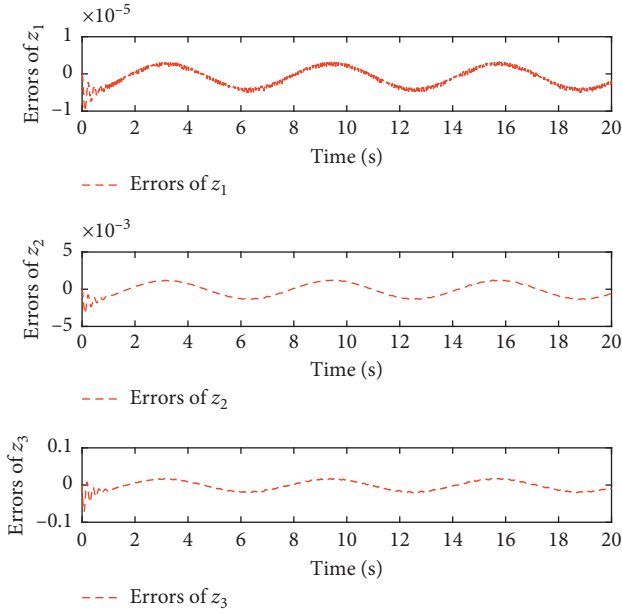 ×10⁻⁵
Errors of z₁
1
0
−1
0 2 4 6 8 10 12 14 16 18 20
Time (s)
Errors of z₁
×10⁻³
Errors of z₂
5
0
−5
0 2 4 6 8 10 12 14 16 18 20
Time (s)
Errors of z₂
Errors of z₃
0.1
0
−0.1
0 2 4 6 8 10 12 14 16 18 20
Time (s)
Errors of z₃